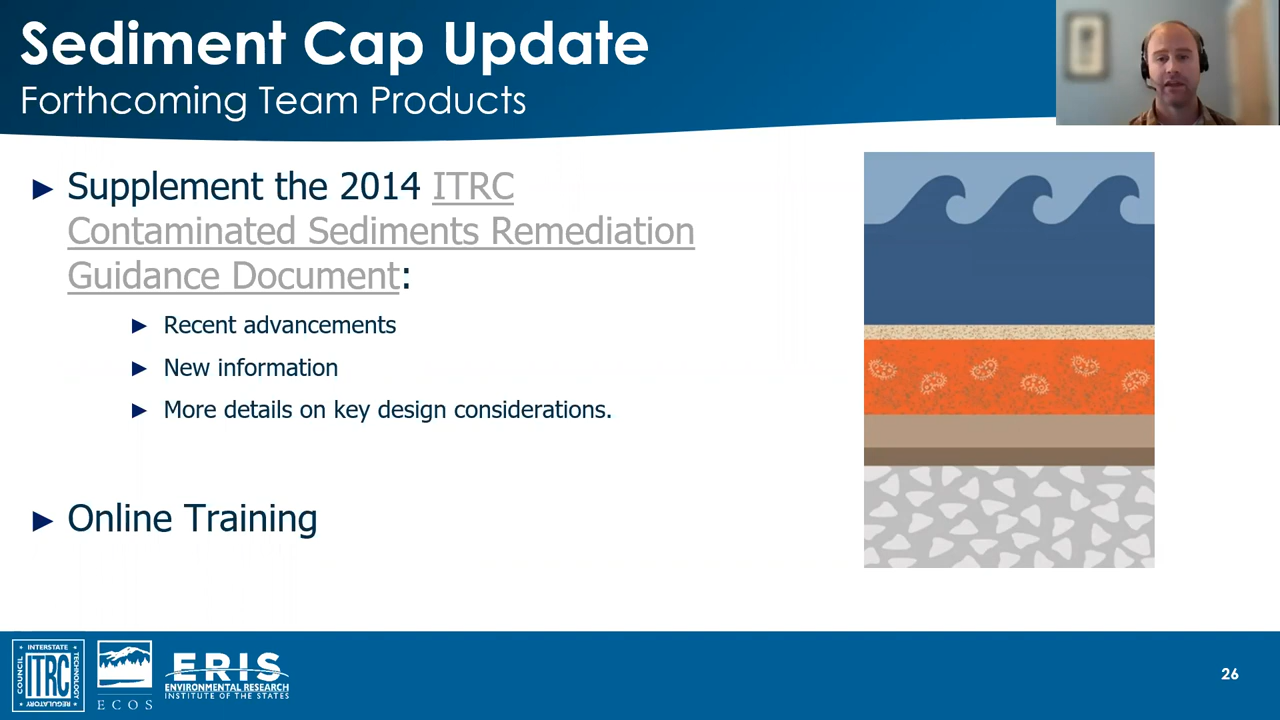 Sediment Cap Update
Forthcoming Team Products
► Supplement the 2014 ITRC
Contaminated Sediments Remediation
Guidance Document:
► Recent advancements
► New information
► More details on key design considerations.
► Online Training
INTERSTATE
COUNCIL
ITRC
TECHNOLOGY
REGULATORY
ECOS
ERIS
ENVIRONMENTAL RESEARCH
INSTITUTE OF THE STATES
26